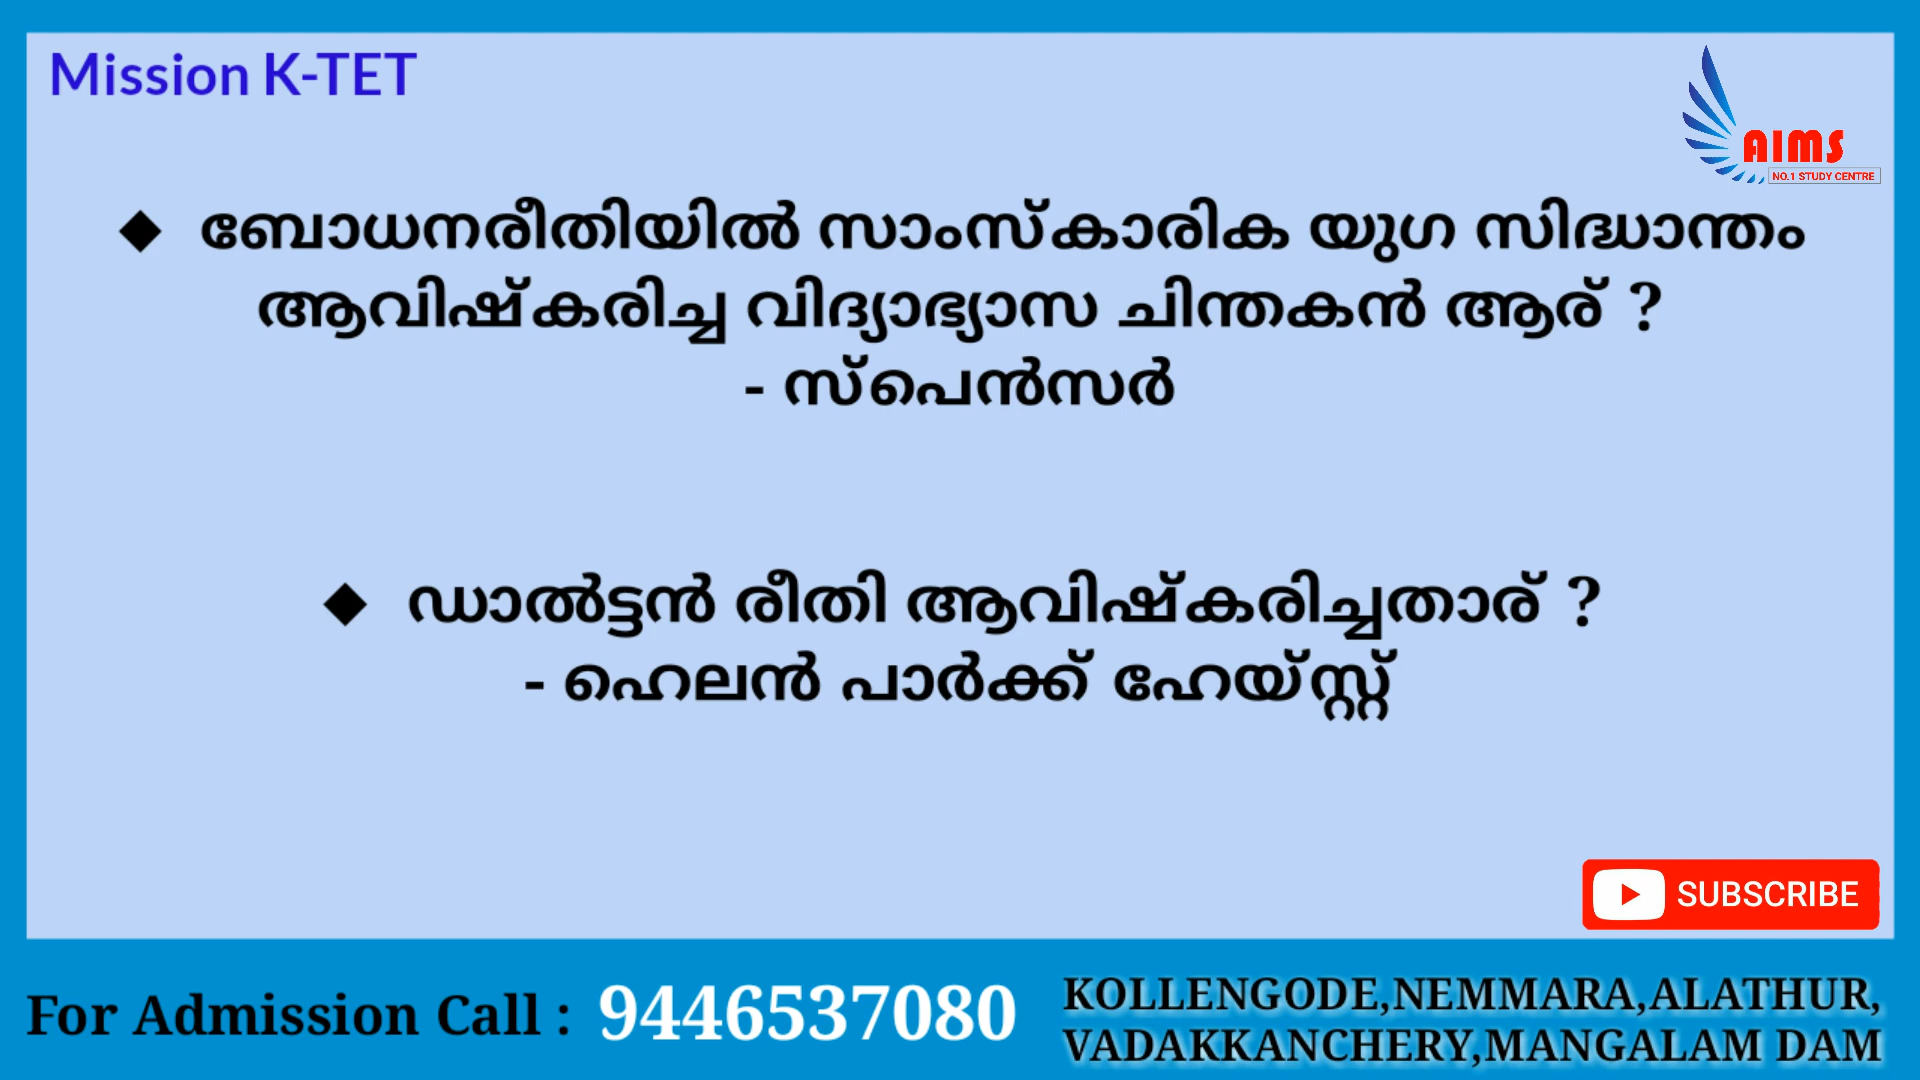 Mission K-TET
AIMS
NO.1 STUDY CENTRE
◆ ബോധനരീതിയിൽ സാംസ്കാരിക യുഗ സിദ്ധാന്തം
ആവിഷ്കരിച്ച വിദ്യാഭ്യാസ ചിന്തകൻ ആര് ?
- സ്പെൻസർ
◆ ഡാൽട്ടൻ രീതി ആവിഷ്കരിച്ചതാര് ?
- ഹെലൻ പാർക്ക് ഹേയ്സ്റ്റ്
SUBSCRIBE
For Admission Call : 9446537080
KOLLENGODE,NEMMARA,ALATHUR,
VADAKKANCHERY,MANGALAM DAM